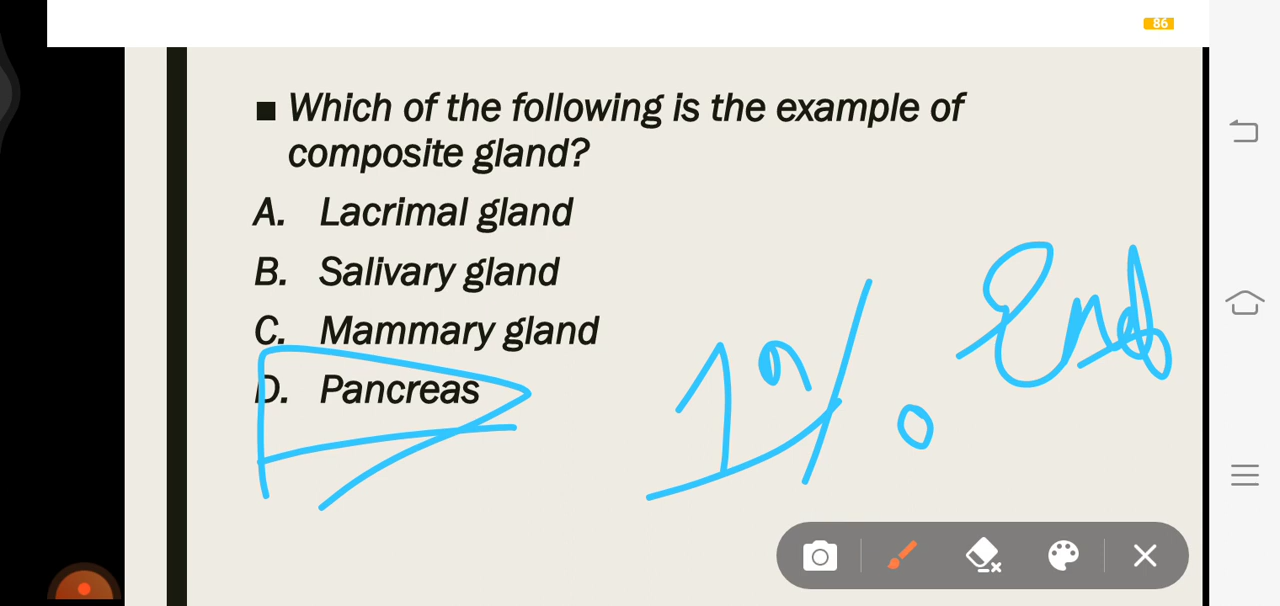 86
■ Which of the following is the example of
composite gland?
A. Lacrimal gland
B. Salivary gland
C. Mammary gland
D. Pancreas
1%
End